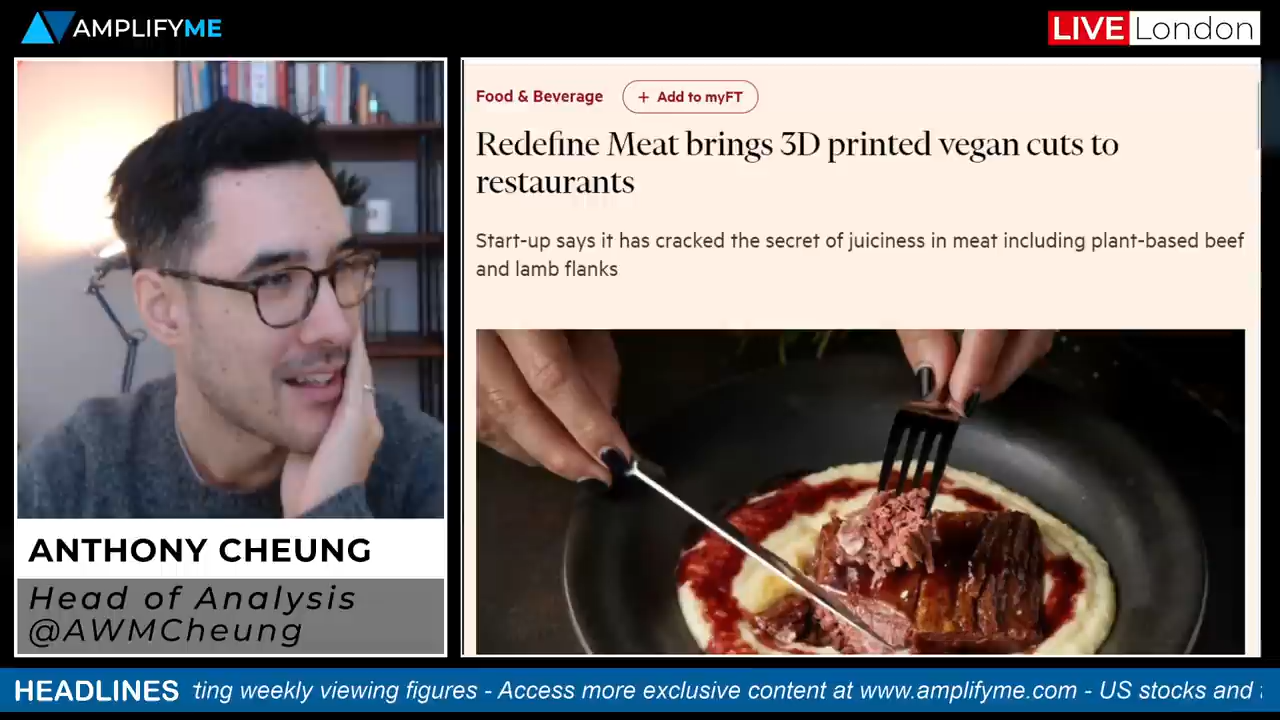 AMPLIFYME
LIVE London
Food & Beverage + Add to myFT
Redefine Meat brings 3D printed vegan cuts to
restaurants
Start-up says it has cracked the secret of juiciness in meat including plant-based beef
and lamb flanks
ANTHONY CHEUNG
Head of Analysis
@AWMCheung
HEADLINES ting weekly viewing figures - Access more exclusive content at www.amplifyme.com - US stocks and